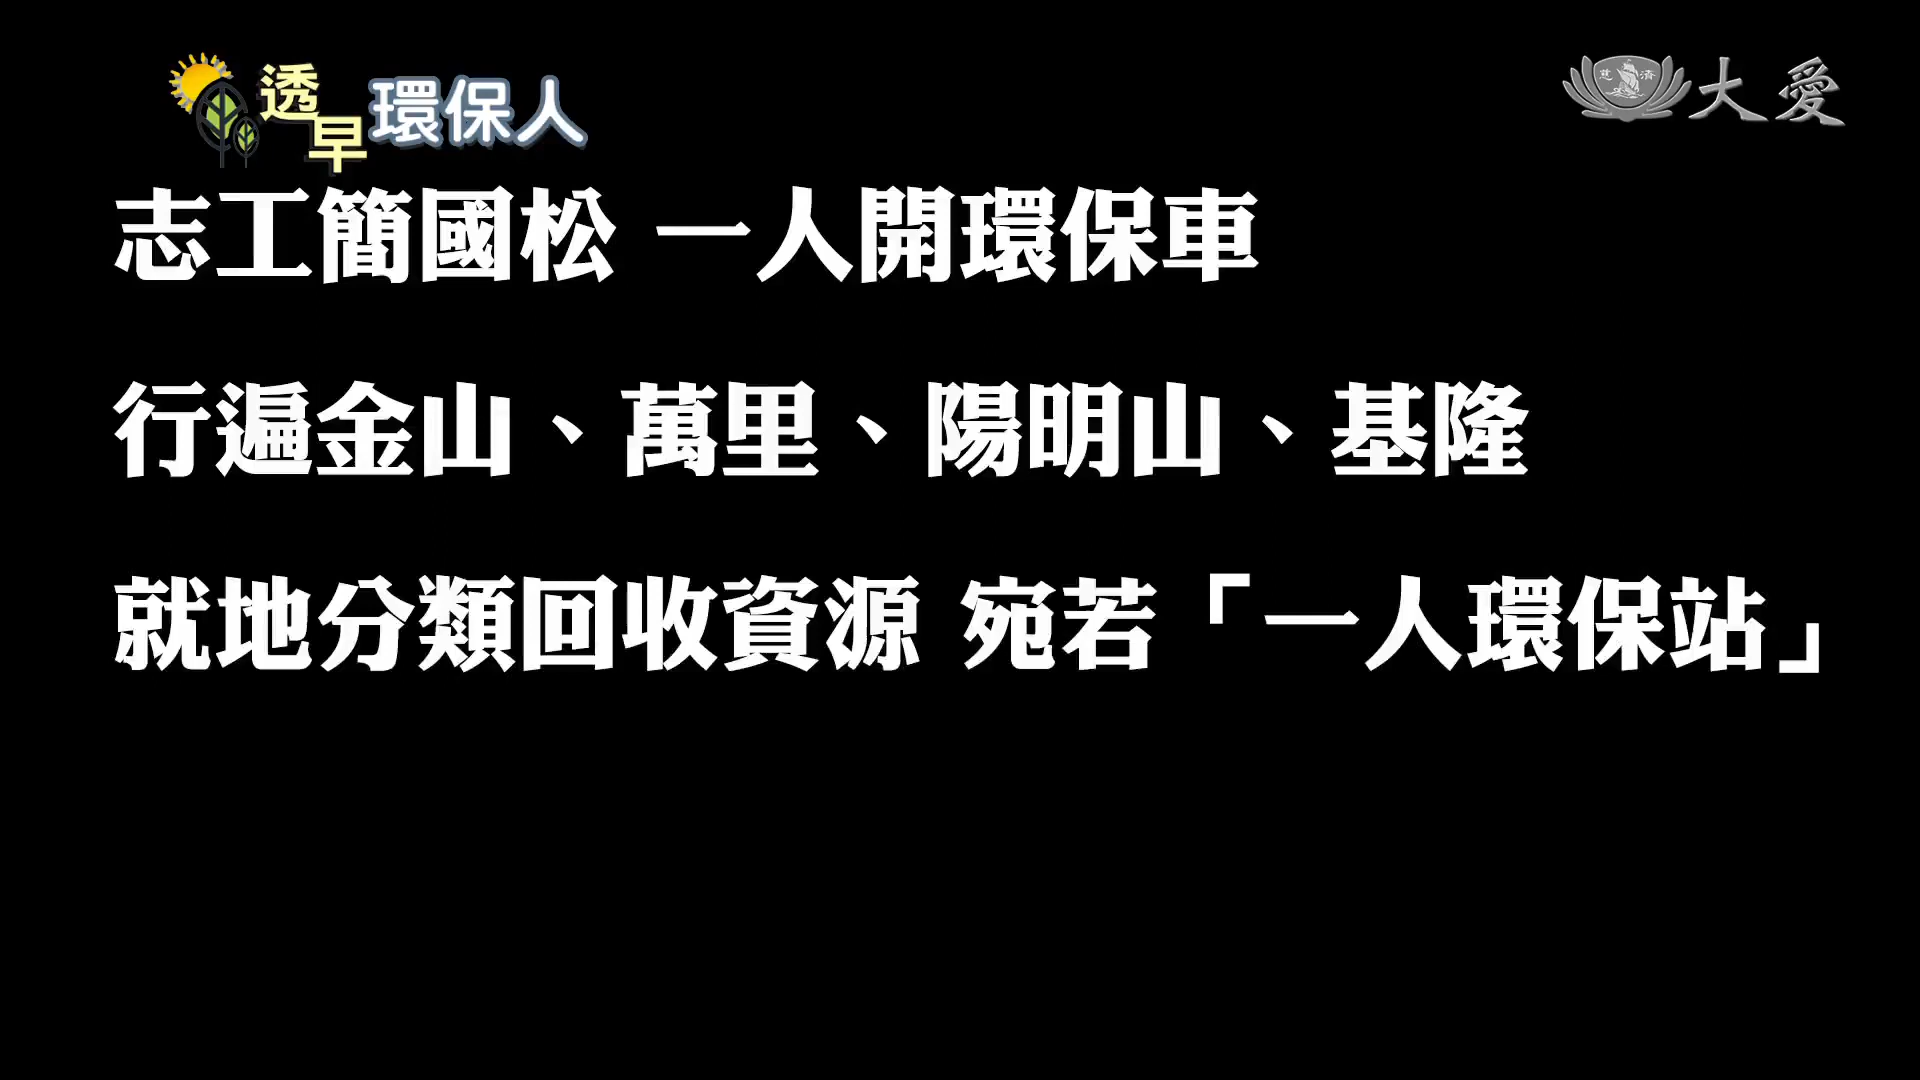 透早環保人
慈濟 大愛
志工簡國松 一人開環保車
行遍金山、萬里、陽明山、基隆
就地分類回收資源 宛若「一人環保站」